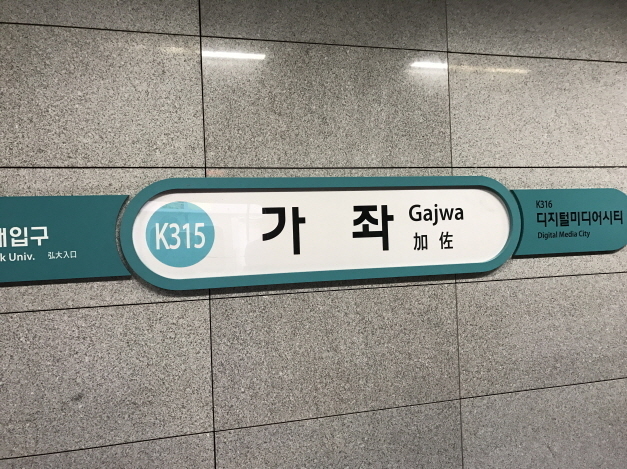 입구
Univ. 弘大入口
K315
가 좌
Gajwa
加 佐
K316
디지털미디어시티
Digital Media City